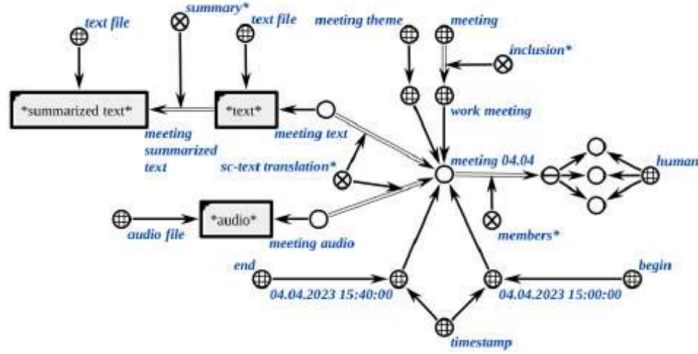 text file
summary*
text file
meeting theme
meeting
inclusion*
*summarized text*
*text*
work meeting
meeting
summarized
text
meeting text
sc-text translation*
meeting 04.04
human
*audio*
audio file
meeting audio
members*
end
begin
04.04.2023 15:40:00
04.04.2023 15:00:00
timestamp